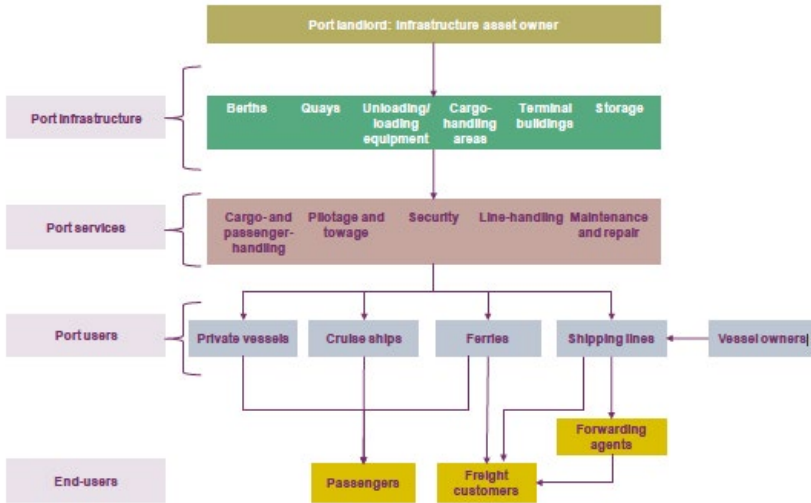 Port landlord: Infrastructure asset owner
Port infrastructure
Berths
Quays
Unloading/
loading
equipment
Cargo-
handling
areas
Terminal
buildings
Storage
Port services
Cargo- and
passenger-
handling
Pilotage and
towage
Security
Line-handling
Maintenance
and repair
Port users
Private vessels
Cruise ships
Ferries
Shipping lines
Vessel owners
Forwarding
agents
End-users
Passengers
Freight
customers